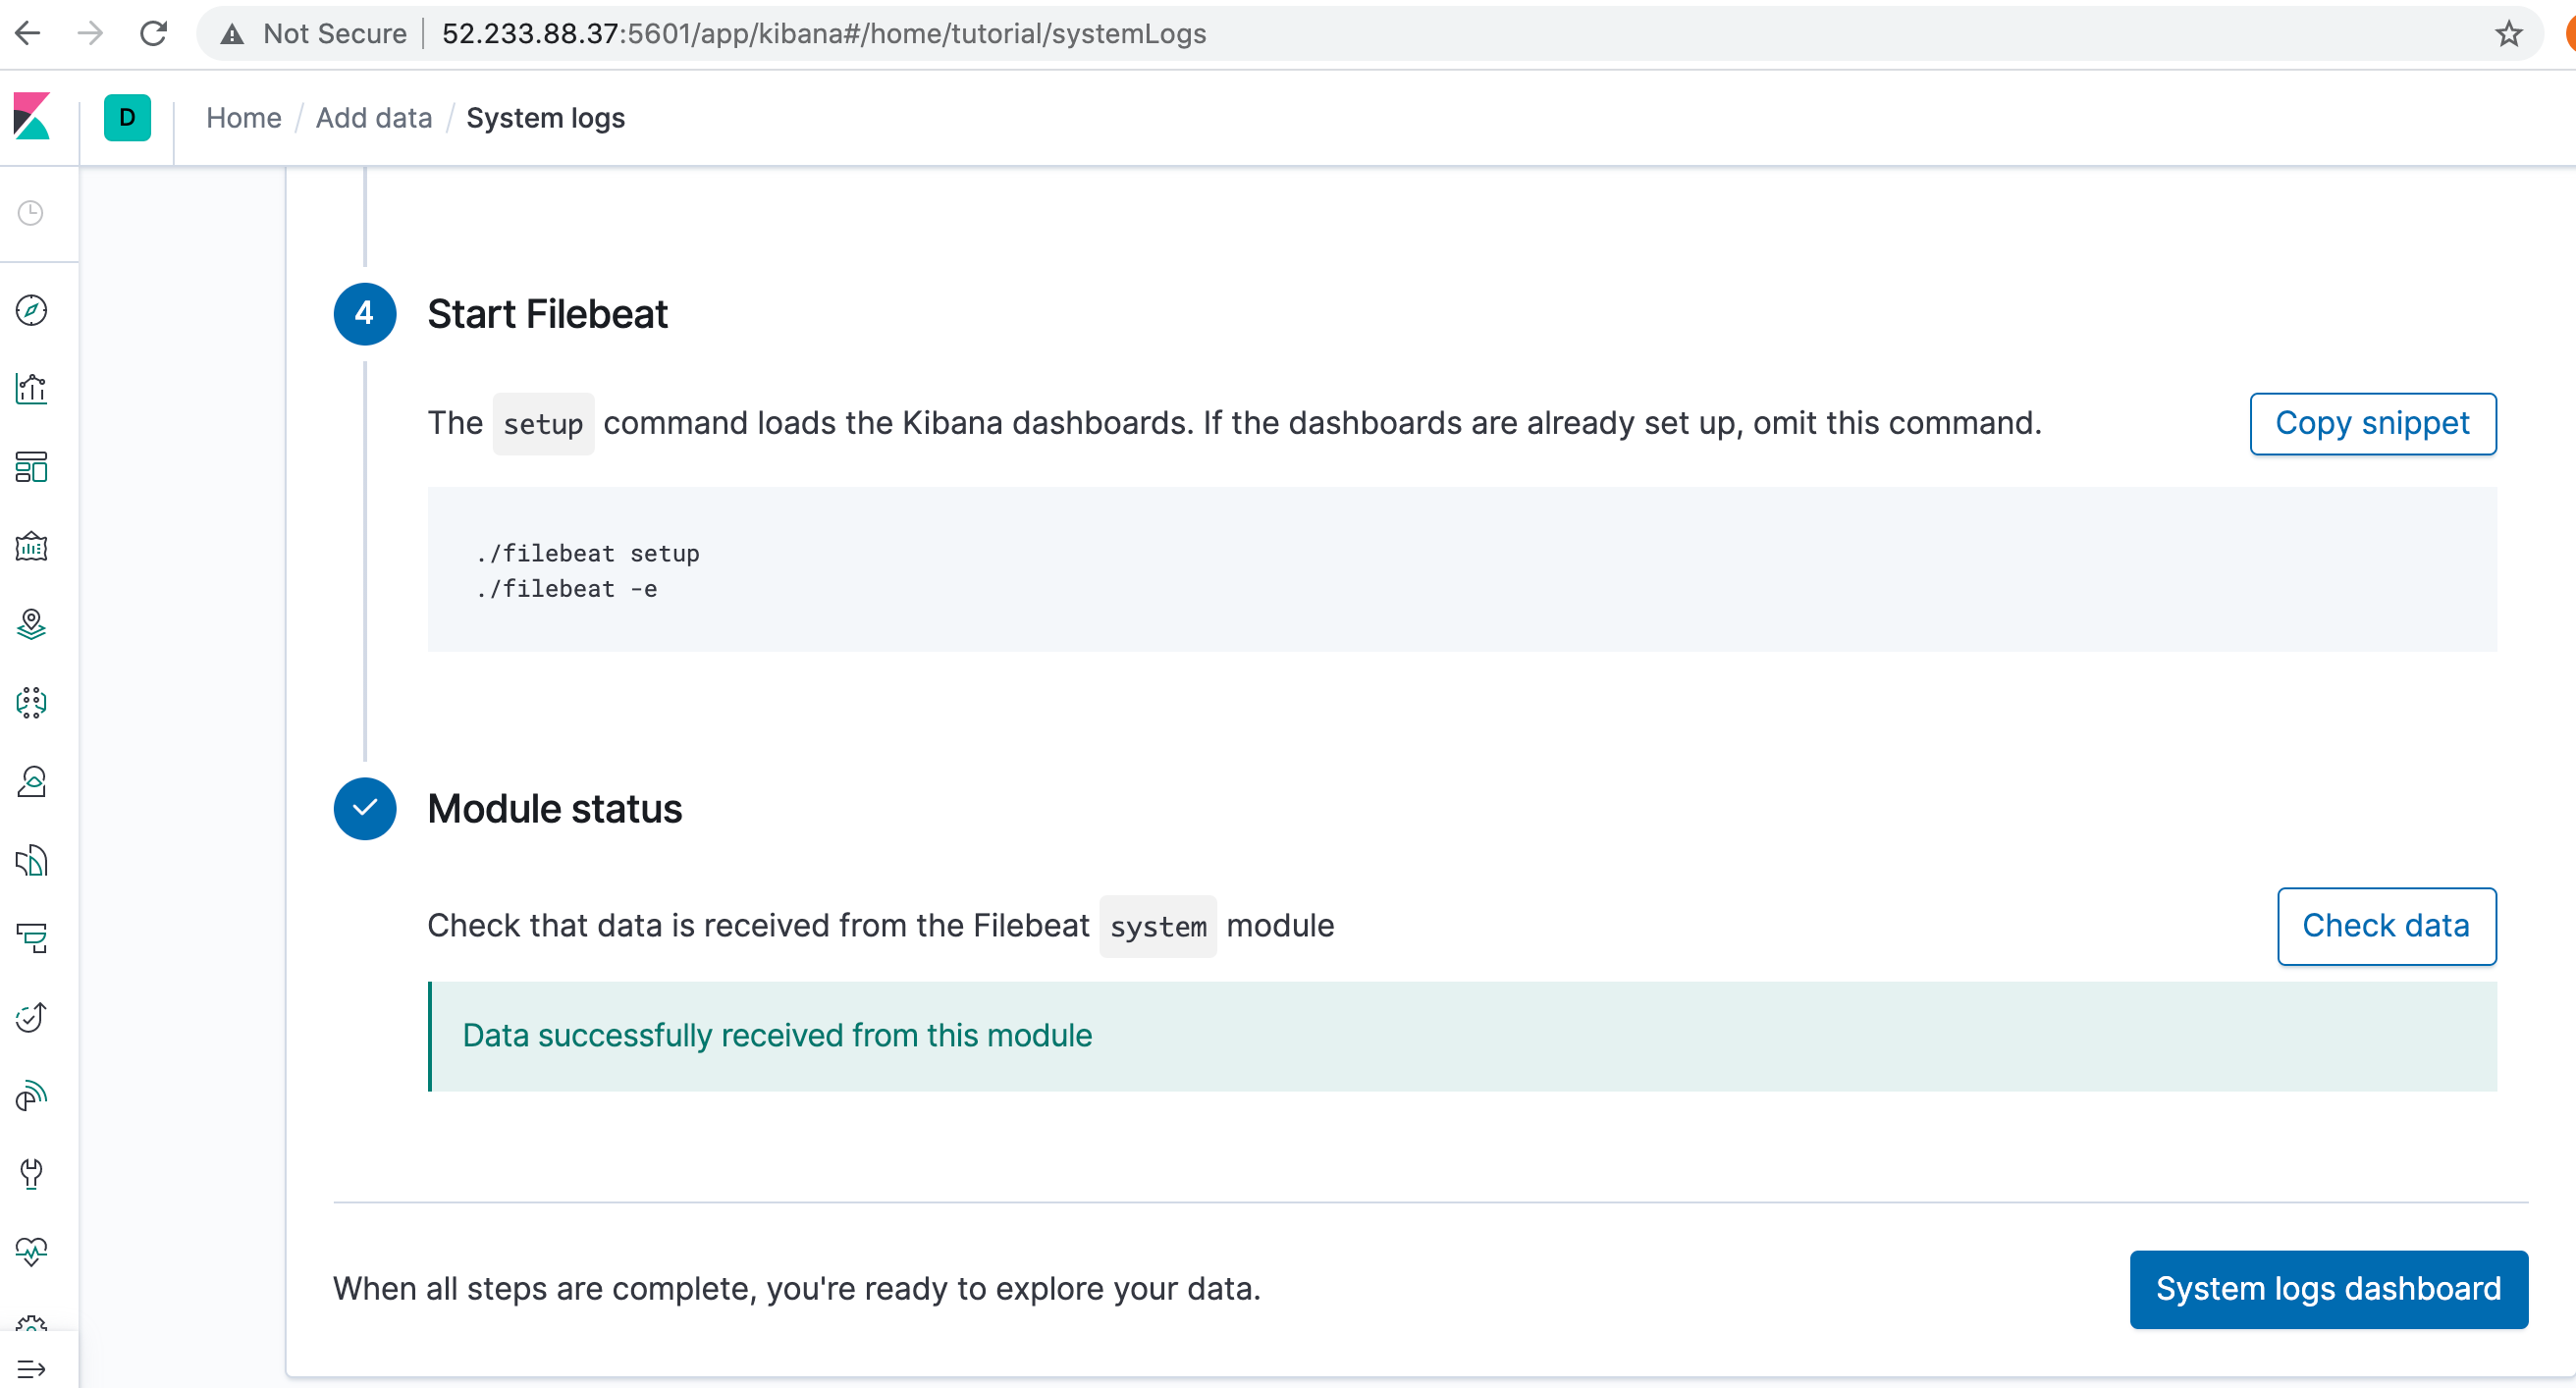 Not Secure 52.233.88.37:5601/app/kibana#/home/tutorial/systemLogs
D Home / Add data / System logs
4 Start Filebeat
The setup command loads the Kibana dashboards. If the dashboards are already set up, omit this command. Copy snippet
./filebeat setup
./filebeat -e
Module status
Check that data is received from the Filebeat system module Check data
Data successfully received from this module
When all steps are complete, you're ready to explore your data. System logs dashboard